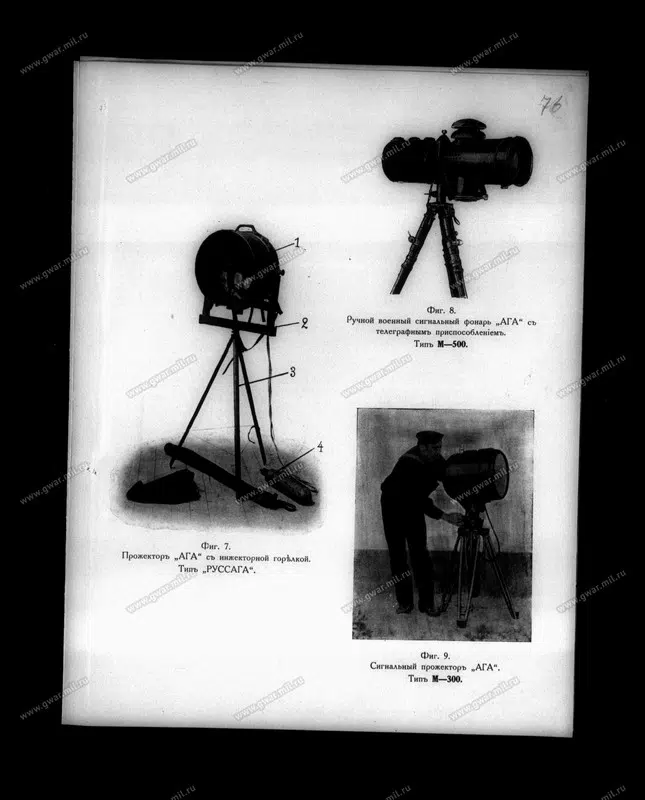 76
1
2
3
4
Фиг. 7.
Прожекторъ „АГА“ съ инжекторной горѣлкой.
Типъ „РУССАГА“.
Фиг. 8.
Ручной военный сигнальный фонарь „АГА“ съ
телеграфнымъ приспособленіемъ.
Типъ М—500.
Фиг. 9.
Сигнальный прожекторъ „АГА“.
Типъ М—300.
www.gwar.mil.ru